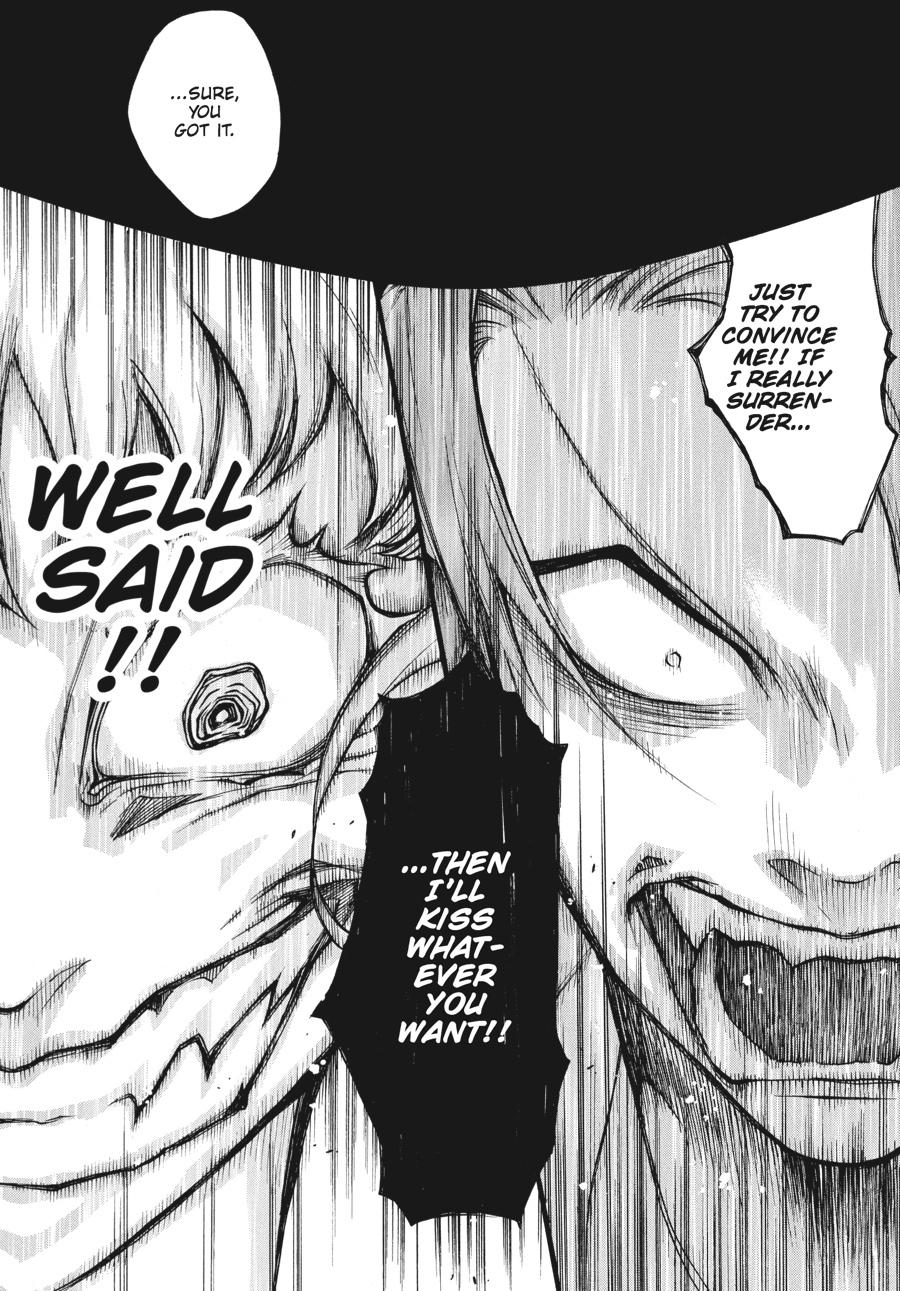 ...SURE,
YOU
GOT IT.
JUST
TRY TO
CONVINCE
ME!! IF
I REALLY
SURREN-
DER...
...THEN
I'LL
KISS
WHAT-
EVER
YOU
WANT!!
WELL
SAID
!!